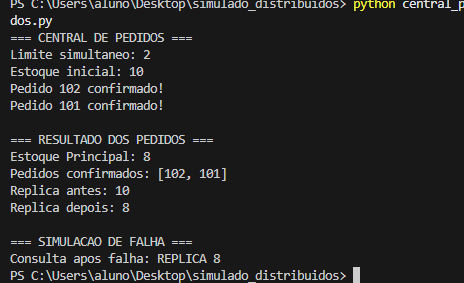 PS C:\Users\aluno\Desktop\simulado_distribuidos> python central_p
dos.py
=== CENTRAL DE PEDIDOS ===
Limite simultaneo: 2
Estoque inicial: 10
Pedido 102 confirmado!
Pedido 101 confirmado!
=== RESULTADO DOS PEDIDOS ===
Estoque Principal: 8
Pedidos confirmados: [102, 101]
Replica antes: 10
Replica depois: 8
=== SIMULACAO DE FALHA ===
Consulta apos falha: REPLICA 8
PS C:\Users\aluno\Desktop\simulado_distribuidos>